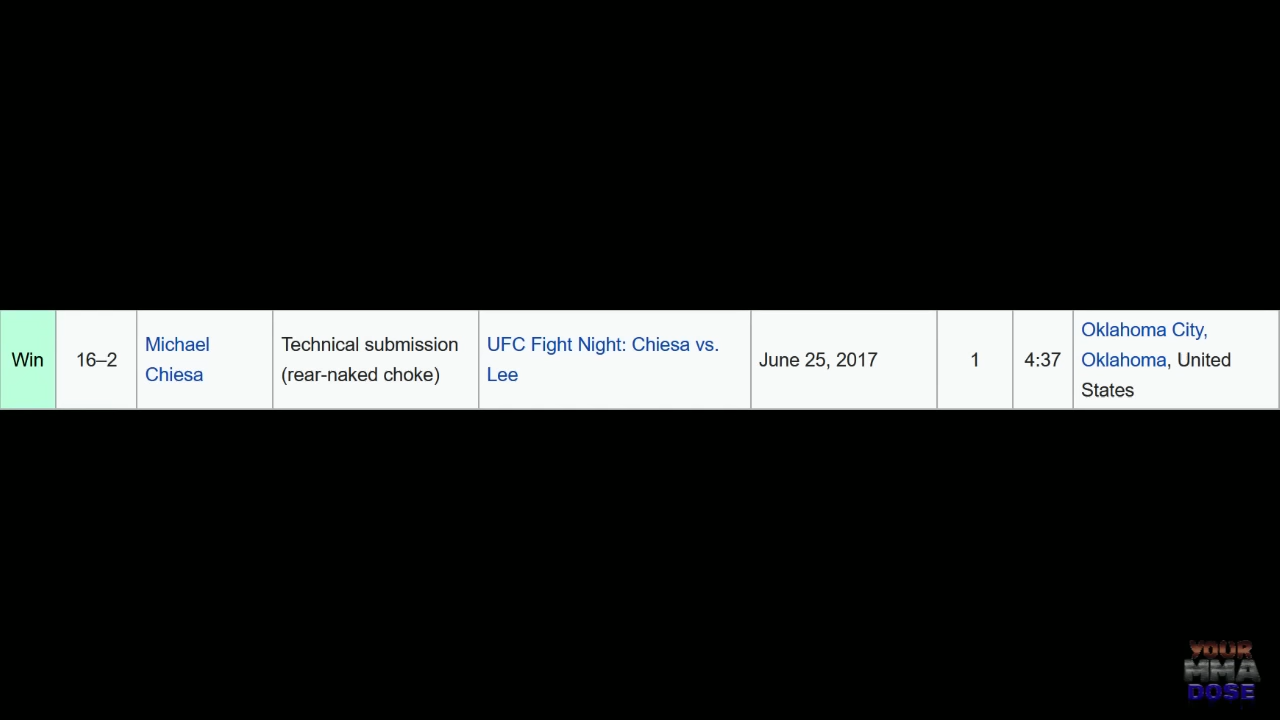 Win
16–2
Michael
Chiesa
Technical submission
(rear-naked choke)
UFC Fight Night: Chiesa vs.
Lee
June 25, 2017
1
4:37
Oklahoma City,
Oklahoma, United
States
YOUR
MMA
DOSE